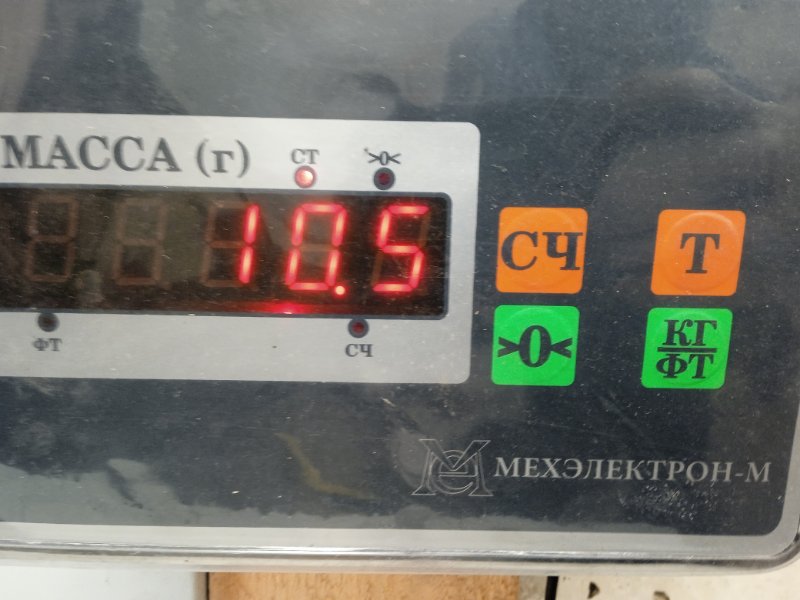 МАССА (г)
СТ
>0<
10.5
ФТ
СЧ
СЧ
Т
>0<
КГ
ФТ
МЕХЭЛЕКТРОН-М